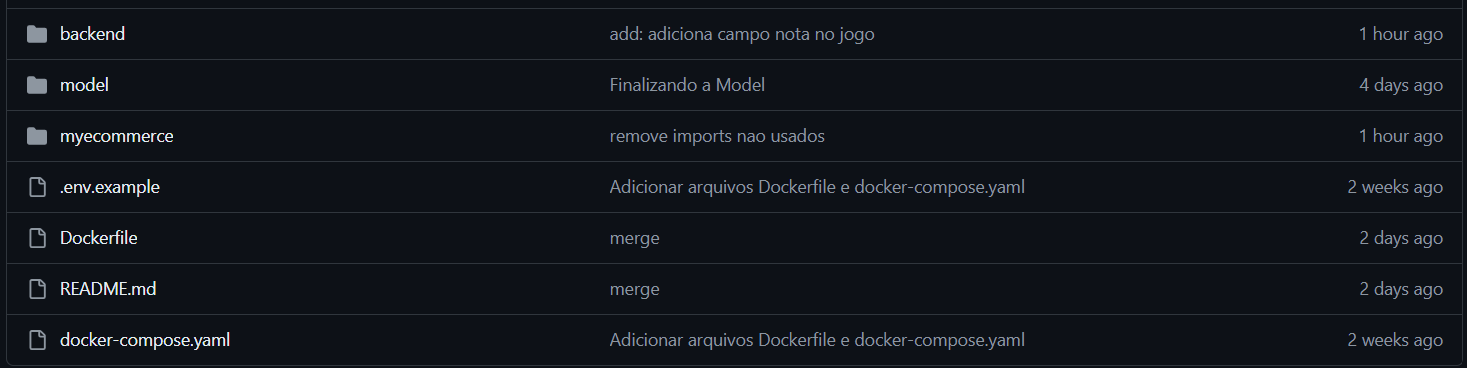 backend add: adiciona campo nota no jogo 1 hour ago
model Finalizando a Model 4 days ago
myecommerce remove imports nao usados 1 hour ago
.env.example Adicionar arquivos Dockerfile e docker-compose.yaml 2 weeks ago
Dockerfile merge 2 days ago
README.md merge 2 days ago
docker-compose.yaml Adicionar arquivos Dockerfile e docker-compose.yaml 2 weeks ago